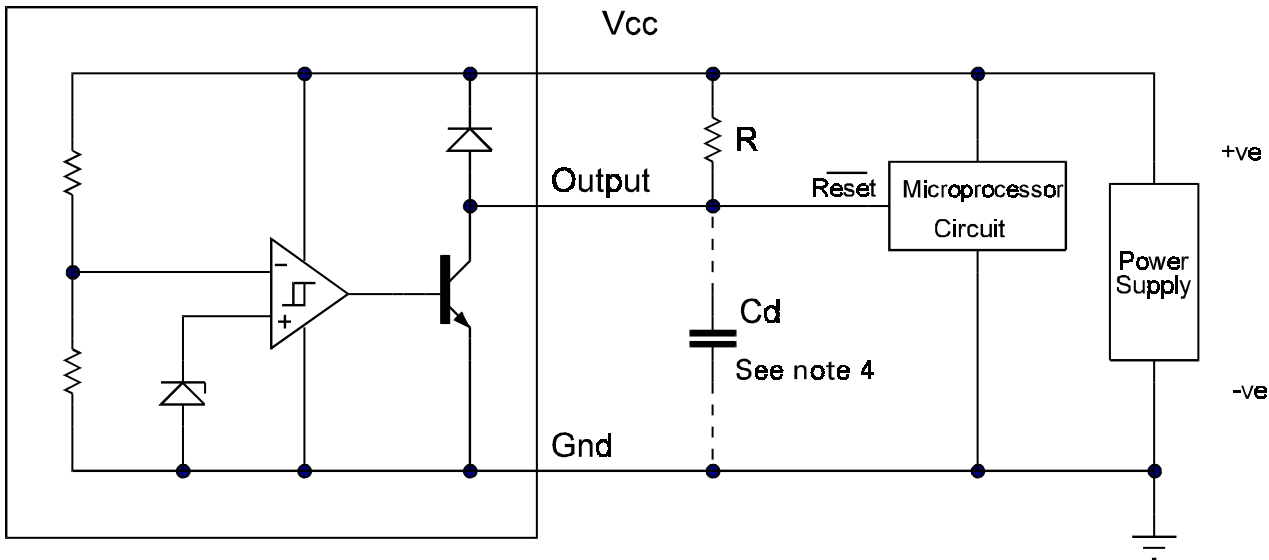 Vcc
R
+ve
Output
Reset
Microprocessor
Circuit
Power
Supply
−
+
Cd
See note 4
-ve
Gnd